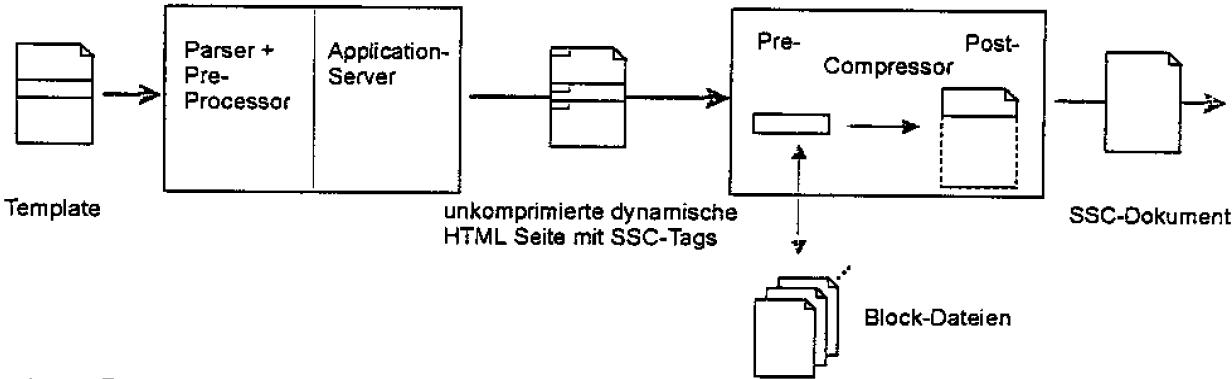 Parser +
Pre-
Processor
Application-
Server
Pre-
Post-
Compressor
Template
unkomprimierte dynamische
HTML Seite mit SSC-Tags
SSC-Dokument
Block-Dateien